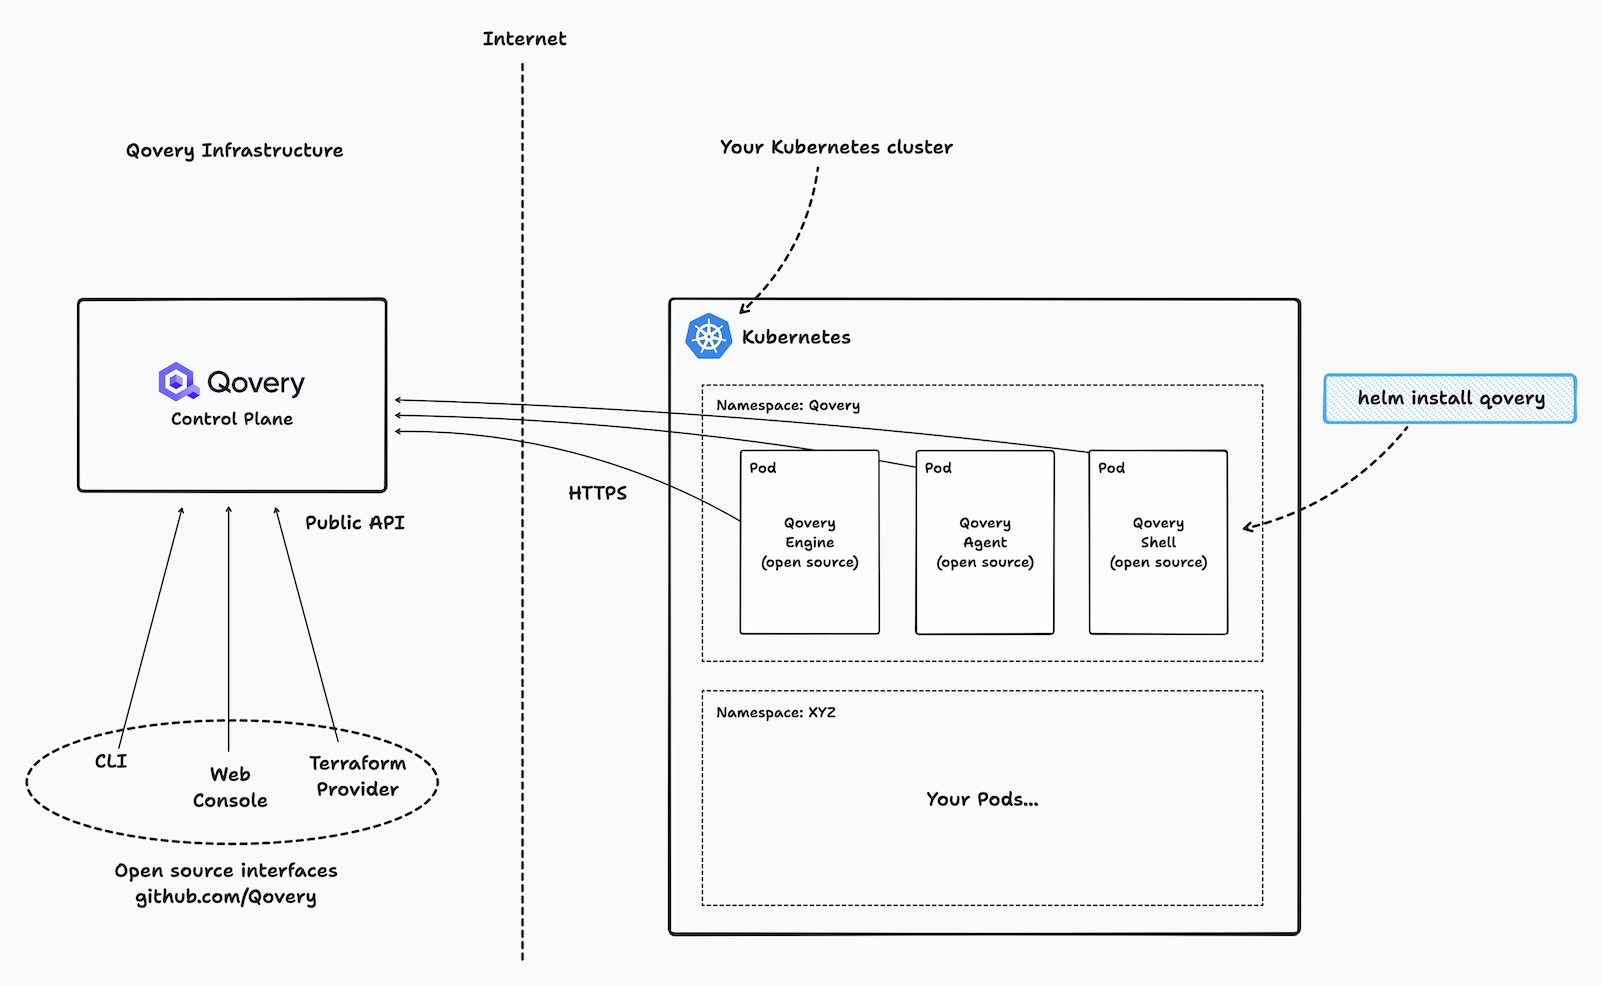 Internet
Qovery Infrastructure
Your Kubernetes cluster
Qovery
Control Plane
Public API
CLI
Web
Console
Terraform
Provider
Open source interfaces
github.com/Qovery
HTTPS
Kubernetes
Namespace: Qovery
Pod
Qovery
Engine
(open source)
Pod
Qovery
Agent
(open source)
Pod
Qovery
Shell
(open source)
helm install qovery
Namespace: XYZ
Your Pods...